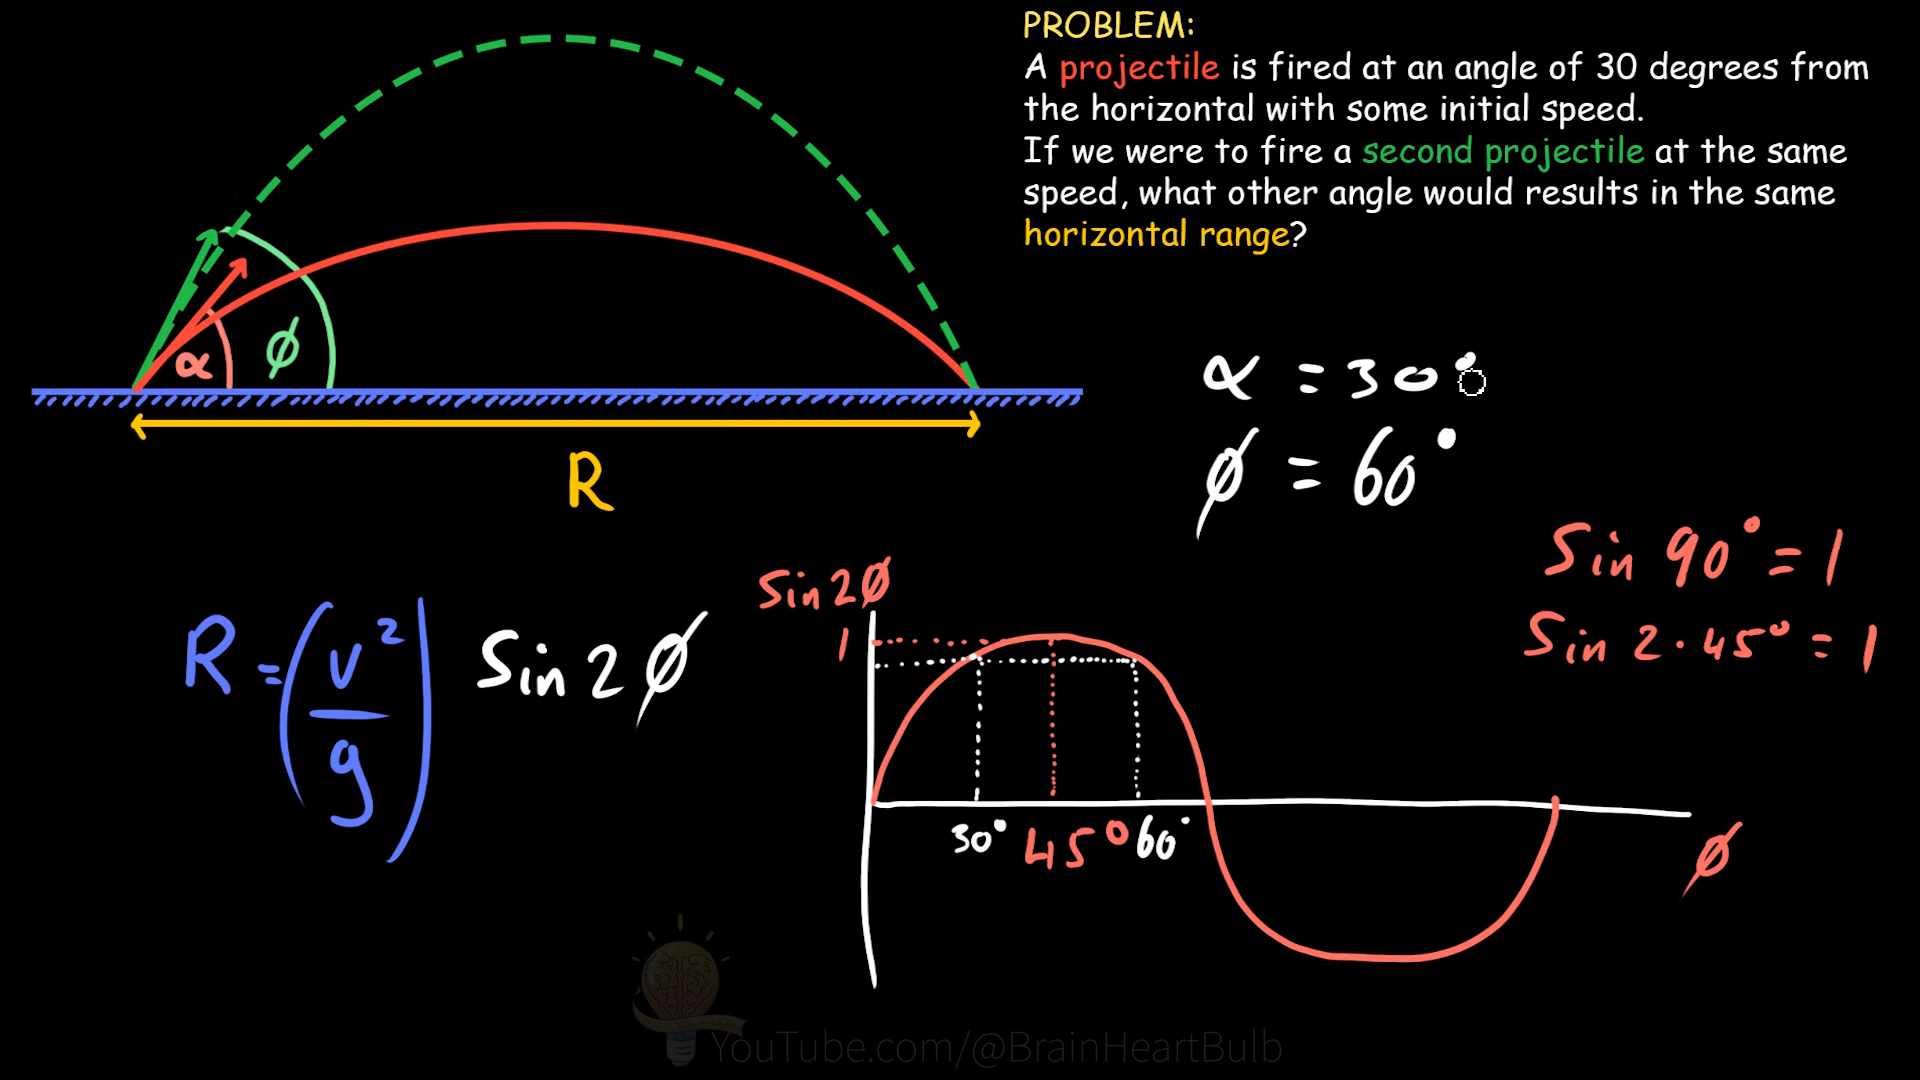 PROBLEM:
A projectile is fired at an angle of 30 degrees from
the horizontal with some initial speed.
If we were to fire a second projectile at the same
speed, what other angle would results in the same
horizontal range?
α ϕ
R
α = 30°
ϕ = 60°
Sin 90° = 1
Sin 2 · 45° = 1
R = (v²/g) Sin 2ϕ
Sin 2ϕ
1
30° 45° 60°
ϕ
YouTube.com/@BrainHeartBulb